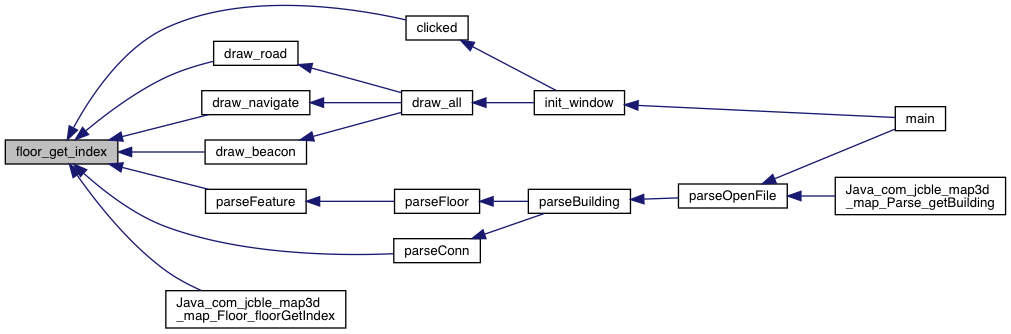 clicked
draw_road
draw_navigate
draw_all
init_window
main
floor_get_index
draw_beacon
parseFeature
parseFloor
parseBuilding
parseOpenFile
Java_com_jcble_map3d
_map_Parse_getBuilding
parseConn
Java_com_jcble_map3d
_map_Floor_floorGetIndex